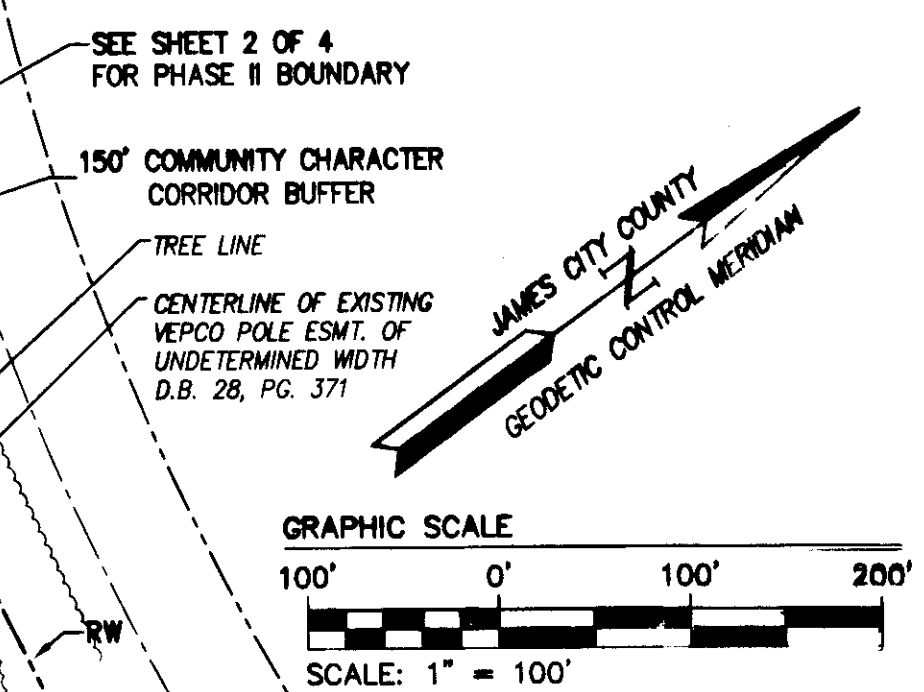 SEE SHEET 2 OF 4
FOR PHASE II BOUNDARY
150' COMMUNITY CHARACTER
CORRIDOR BUFFER
TREE LINE
CENTERLINE OF EXISTING
VEPCO POLE ESMT. OF
UNDETERMINED WIDTH
D.B. 28, PG. 371
JAMES CITY COUNTY
N
GEODETIC CONTROL MERIDIAN
GRAPHIC SCALE
100' 0' 100' 200'
RW
SCALE: 1" = 100'